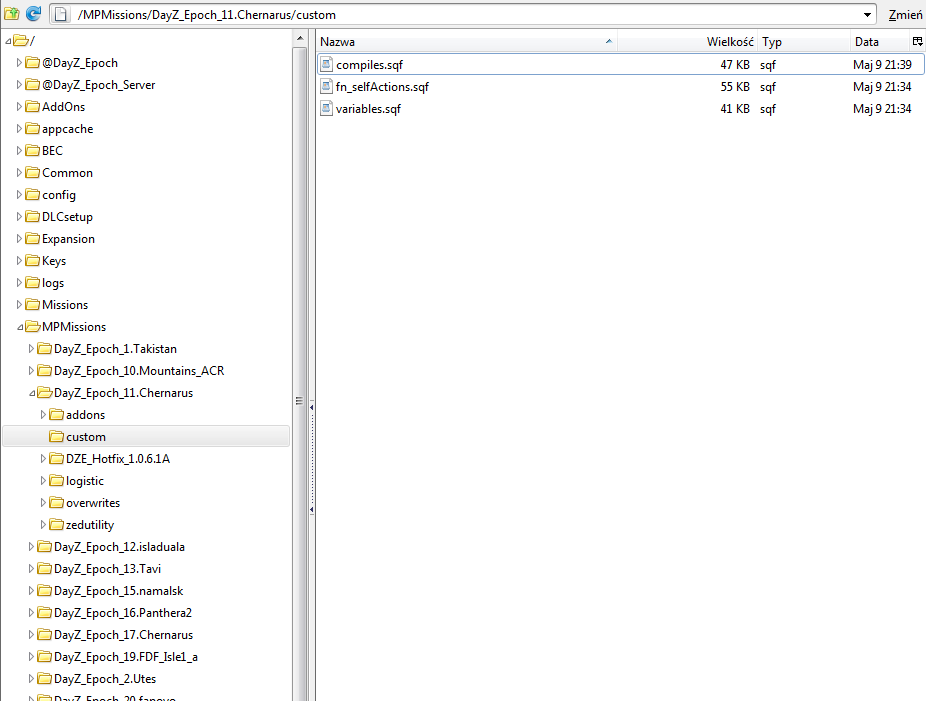 /MPMissions/DayZ_Epoch_11.Chernarus/custom Zmień
/
@DayZ_Epoch
@DayZ_Epoch_Server
AddOns
appcache
BEC
Common
config
DLCsetup
Expansion
Keys
logs
Missions
MPMissions
DayZ_Epoch_1.Takistan
DayZ_Epoch_10.Mountains_ACR
DayZ_Epoch_11.Chernarus
addons
custom
DZE_Hotfix_1.0.6.1A
logistic
overwrites
zedutility
DayZ_Epoch_12.isladuala
DayZ_Epoch_13.Tavi
DayZ_Epoch_15.namalsk
DayZ_Epoch_16.Panthera2
DayZ_Epoch_17.Chernarus
DayZ_Epoch_19.FDF_Isle1_a
DayZ_Epoch_2.Utes
Nazwa Wielkość Typ Data
compiles.sqf 47 KB sqf Maj 9 21:39
fn_selfActions.sqf 55 KB sqf Maj 9 21:34
variables.sqf 41 KB sqf Maj 9 21:34